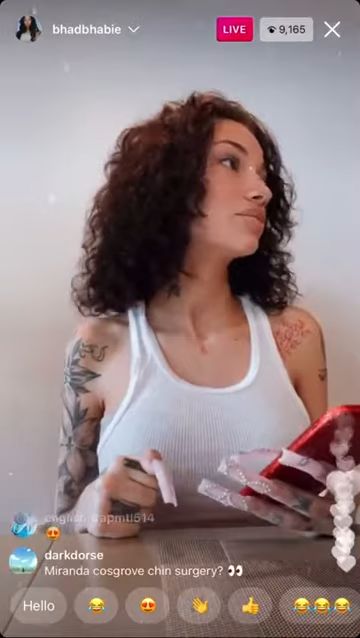 bhadbhabie
LIVE
9,165
😍
darkdorse
Miranda cosgrove chin surgery? 👀
Hello
😂
😍
👋
👍
😂😂😂